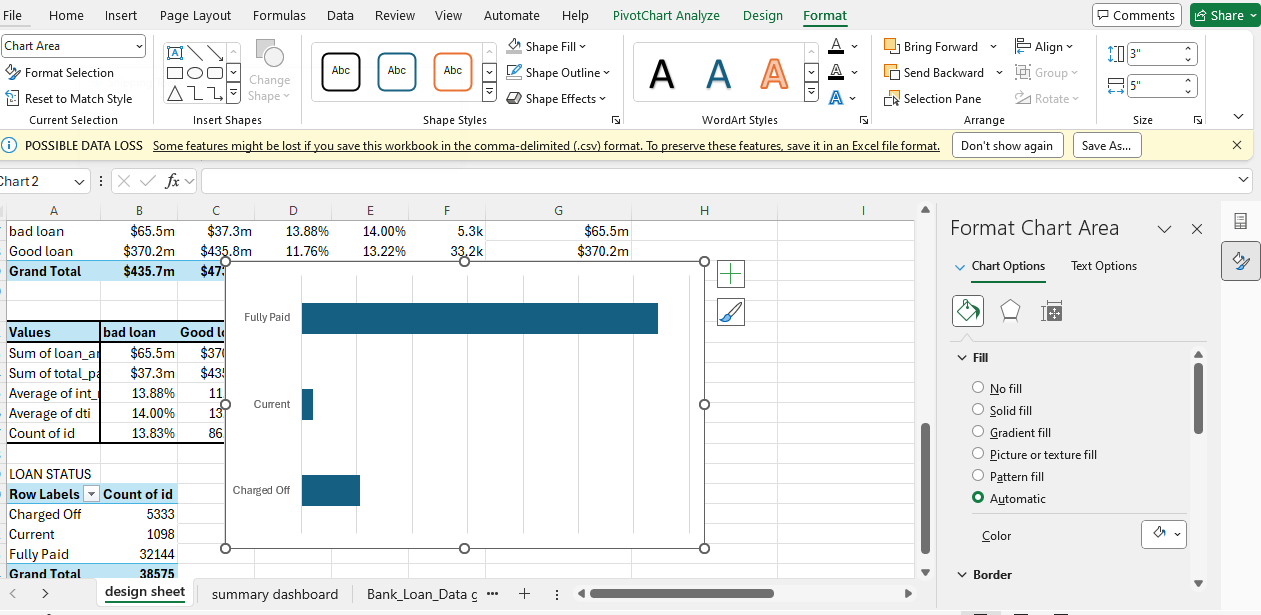 File Home Insert Page Layout Formulas Data Review View Automate Help PivotChart Analyze Design Format Comments Share
Chart Area
Format Selection
Reset to Match Style
Current Selection
Change Shape
Insert Shapes
Abc Abc Abc
Shape Fill
Shape Outline
Shape Effects
Shape Styles
A A A
WordArt Styles
Bring Forward
Send Backward
Selection Pane
Align
Group
Rotate
Arrange
3"
5"
Size
POSSIBLE DATA LOSS Some features might be lost if you save this workbook in the comma-delimited (.csv) format. To preserve these features, save it in an Excel file format. Don't show again Save As...
Chart 2 fx
A B C D E F G H I
bad loan $65.5m $37.3m 13.88% 14.00% 5.3k $65.5m
Good loan $370.2m $435.8m 11.76% 13.22% 33.2k $370.2m
Grand Total $435.7m $47
Values bad loan Good lo
Sum of loan_ar $65.5m $370
Sum of total_pa $37.3m $435
Average of int_ 13.88% 11
Average of dti 14.00% 13
Count of id 13.83% 86
LOAN STATUS
Row Labels Count of id
Charged Off 5333
Current 1098
Fully Paid 32144
Grand Total 38575
Fully Paid
Current
Charged Off
design sheet summary dashboard Bank_Loan_Data
Format Chart Area
Chart Options Text Options
Fill
No fill
Solid fill
Gradient fill
Picture or texture fill
Pattern fill
Automatic
Color
Border